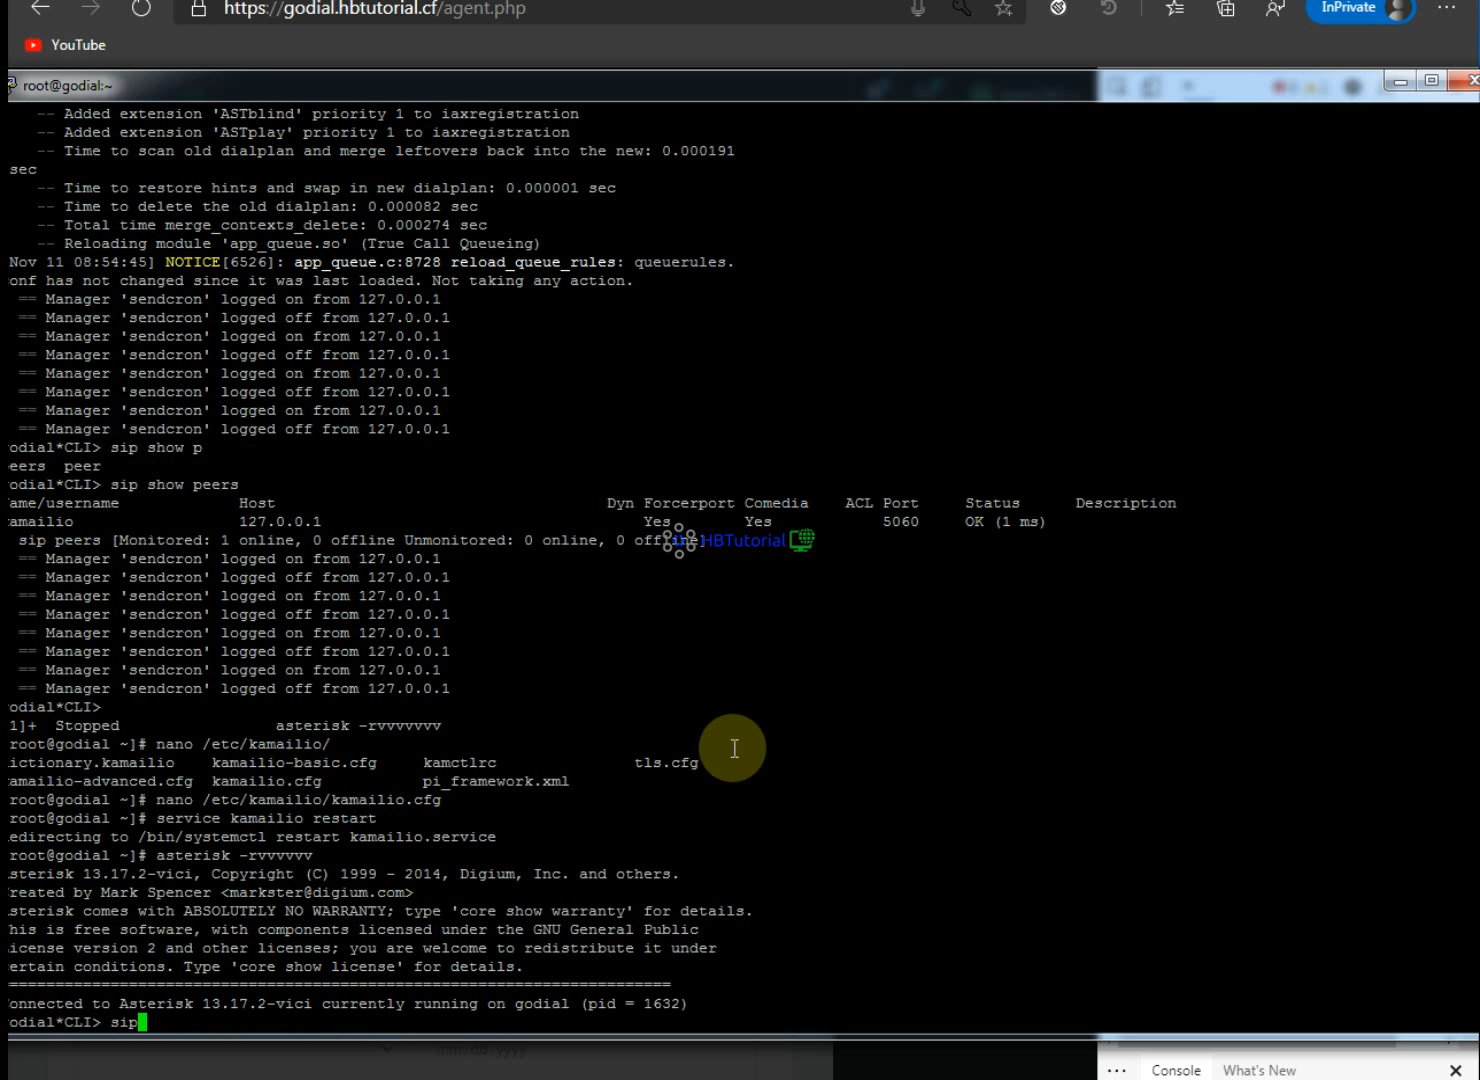 https://godial.hbtutorial.cf/agent.php
InPrivate
YouTube
root@godial:~
-- Added extension 'ASTblind' priority 1 to iaxregistration
-- Added extension 'ASTplay' priority 1 to iaxregistration
-- Time to scan old dialplan and merge leftovers back into the new: 0.000191
sec
-- Time to restore hints and swap in new dialplan: 0.000001 sec
-- Time to delete the old dialplan: 0.000082 sec
-- Total time merge_contexts_delete: 0.000274 sec
-- Reloading module 'app_queue.so' (True Call Queueing)
Nov 11 08:54:45] NOTICE[6526]: app_queue.c:8728 reload_queue_rules: queuerules.
onf has not changed since it was last loaded. Not taking any action.
== Manager 'sendcron' logged on from 127.0.0.1
== Manager 'sendcron' logged off from 127.0.0.1
== Manager 'sendcron' logged on from 127.0.0.1
== Manager 'sendcron' logged off from 127.0.0.1
== Manager 'sendcron' logged on from 127.0.0.1
== Manager 'sendcron' logged off from 127.0.0.1
== Manager 'sendcron' logged on from 127.0.0.1
== Manager 'sendcron' logged off from 127.0.0.1
odial*CLI> sip show p
eers peer
odial*CLI> sip show peers
ame/username Host Dyn Forcerport Comedia ACL Port Status Description
amailio 127.0.0.1 Yes Yes 5060 OK (1 ms)
sip peers [Monitored: 1 online, 0 offline Unmonitored: 0 online, 0 offline]
HBTutorial
== Manager 'sendcron' logged on from 127.0.0.1
== Manager 'sendcron' logged off from 127.0.0.1
== Manager 'sendcron' logged on from 127.0.0.1
== Manager 'sendcron' logged off from 127.0.0.1
== Manager 'sendcron' logged on from 127.0.0.1
== Manager 'sendcron' logged off from 127.0.0.1
== Manager 'sendcron' logged on from 127.0.0.1
== Manager 'sendcron' logged off from 127.0.0.1
odial*CLI>
1]+ Stopped asterisk -rvvvvvvvv
root@godial ~]# nano /etc/kamailio/
ictionary.kamailio kamailio-basic.cfg kamctlrc tls.cfg
amailio-advanced.cfg kamailio.cfg pi_framework.xml
root@godial ~]# nano /etc/kamailio/kamailio.cfg
root@godial ~]# service kamailio restart
edirecting to /bin/systemctl restart kamailio.service
root@godial ~]# asterisk -rvvvvvv
sterisk 13.17.2-vici, Copyright (C) 1999 - 2014, Digium, Inc. and others.
reated by Mark Spencer <markster@digium.com>
sterisk comes with ABSOLUTELY NO WARRANTY; type 'core show warranty' for details.
his is free software, with components licensed under the GNU General Public
icense version 2 and other licenses; you are welcome to redistribute it under
ertain conditions. Type 'core show license' for details.
=========================================================================
onnected to Asterisk 13.17.2-vici currently running on godial (pid = 1632)
odial*CLI> sip
mm/dd/yyyy
Console What's New